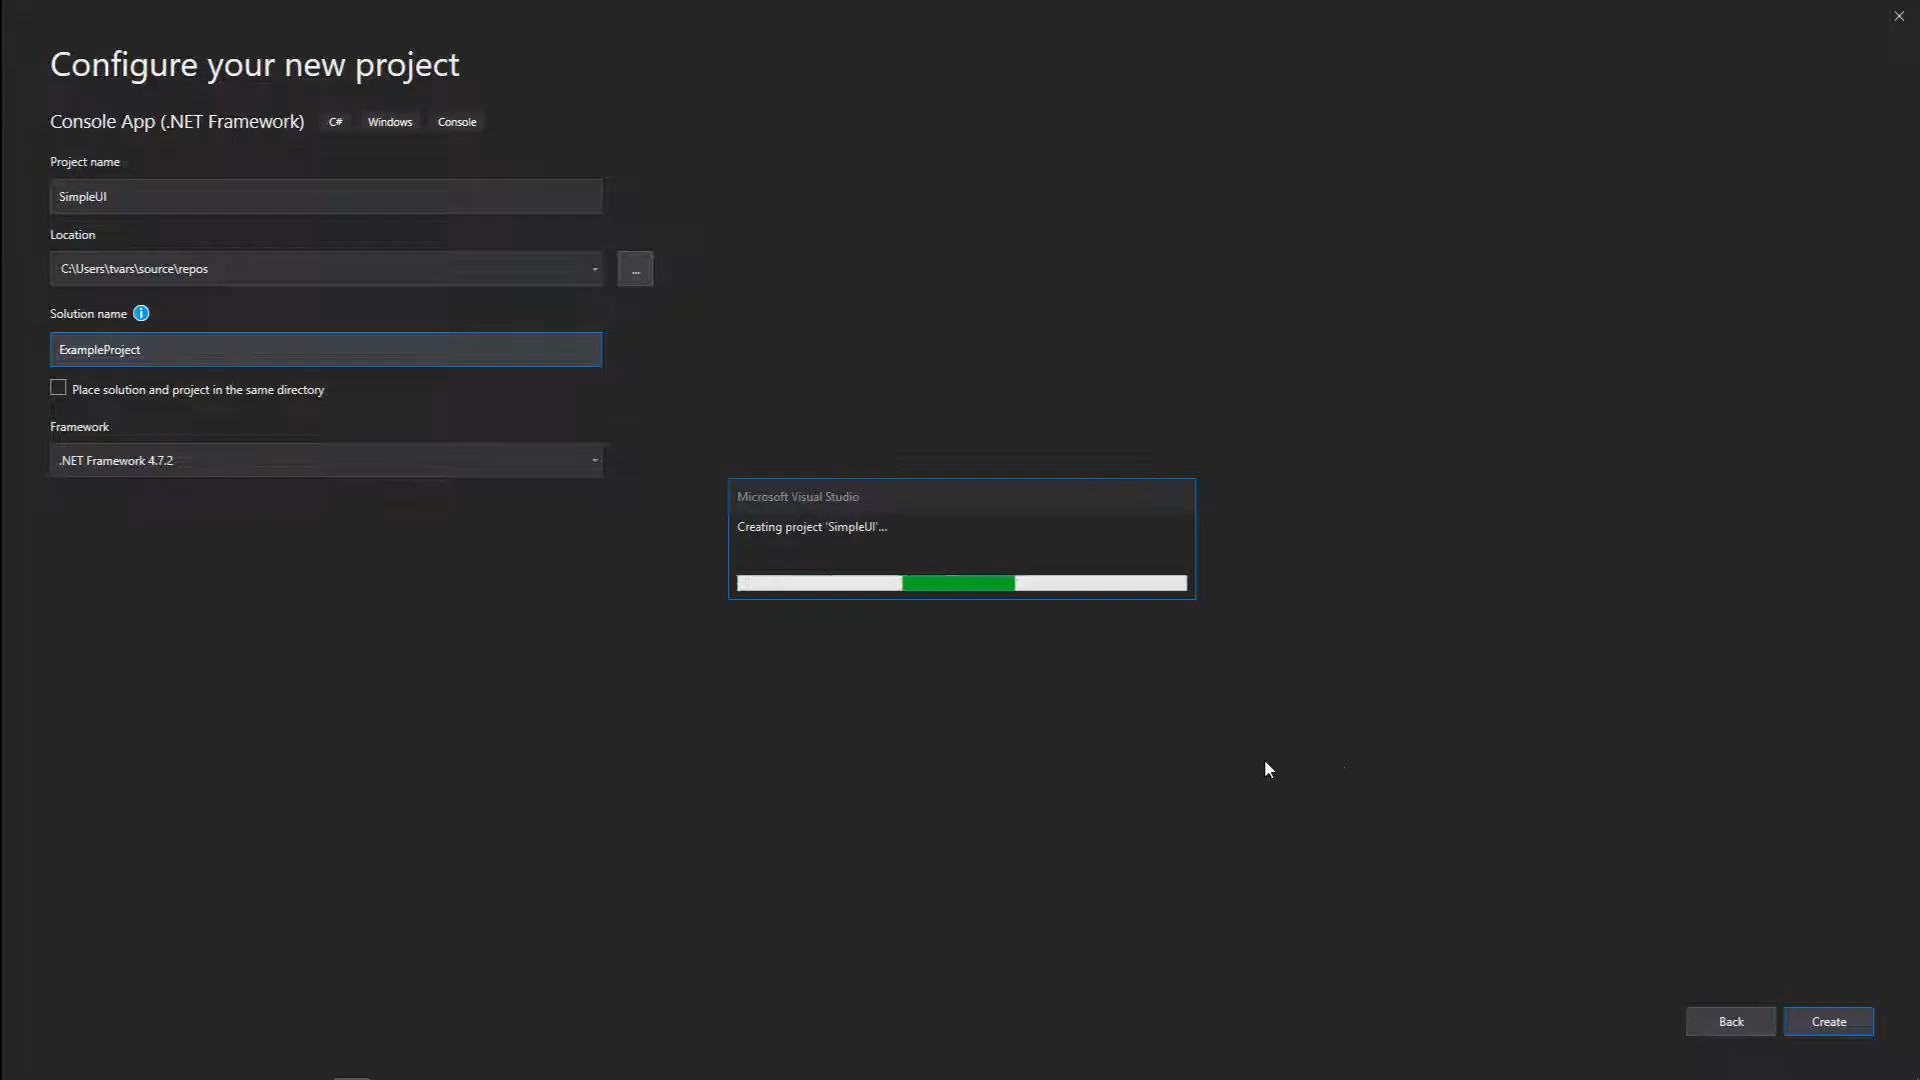 Configure your new project
Console App (.NET Framework) C# Windows Console
Project name
SimpleUI
Location
C:\Users\tvars\source\repos
...
Solution name i
ExampleProject
Place solution and project in the same directory
Framework
.NET Framework 4.7.2
Microsoft Visual Studio
Creating project 'SimpleUI'...
Back
Create